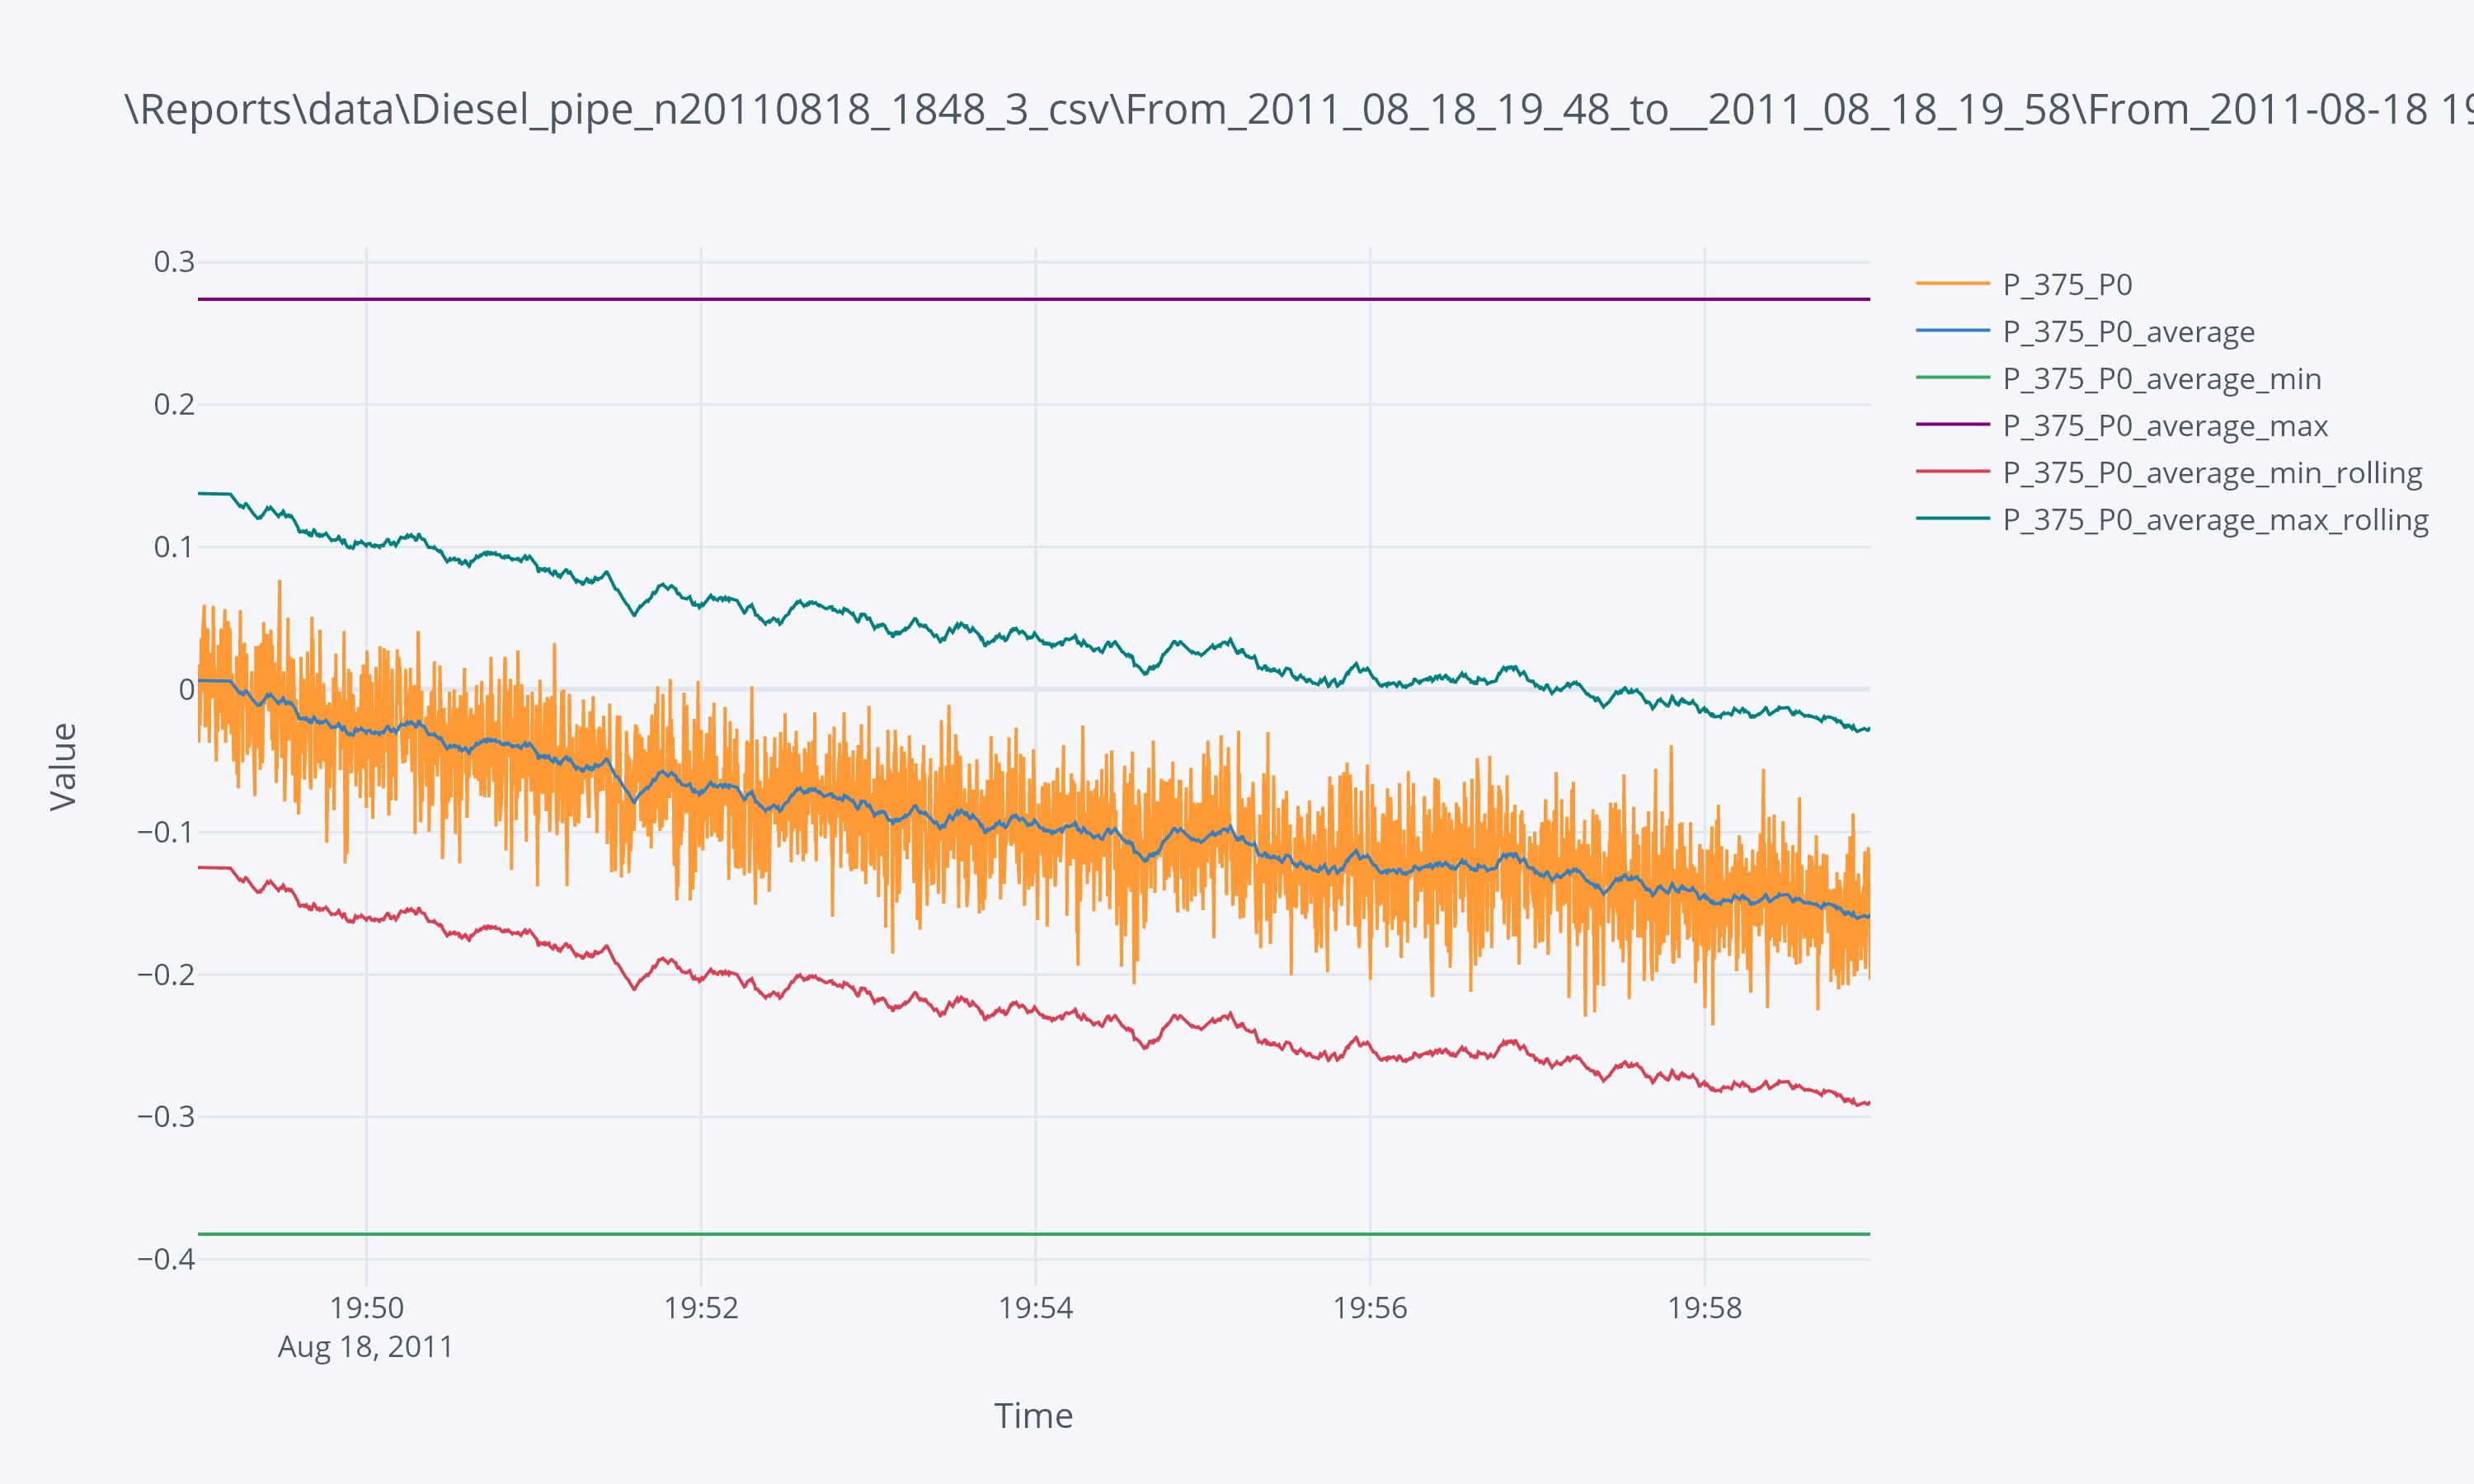 \Reports\data\Diesel_pipe_n20110818_1848_3_csv\From_2011_08_18_19_48_to__2011_08_18_19_58\From_2011-08-18 19
0.3
0.2
0.1
0
−0.1
−0.2
−0.3
−0.4
Value
19:50
Aug 18, 2011
19:52
19:54
19:56
19:58
Time
P_375_P0
P_375_P0_average
P_375_P0_average_min
P_375_P0_average_max
P_375_P0_average_min_rolling
P_375_P0_average_max_rolling